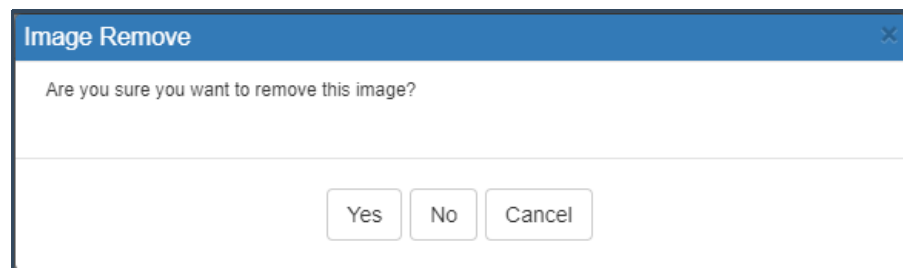 Image Remove
Are you sure you want to remove this image?
Yes No Cancel